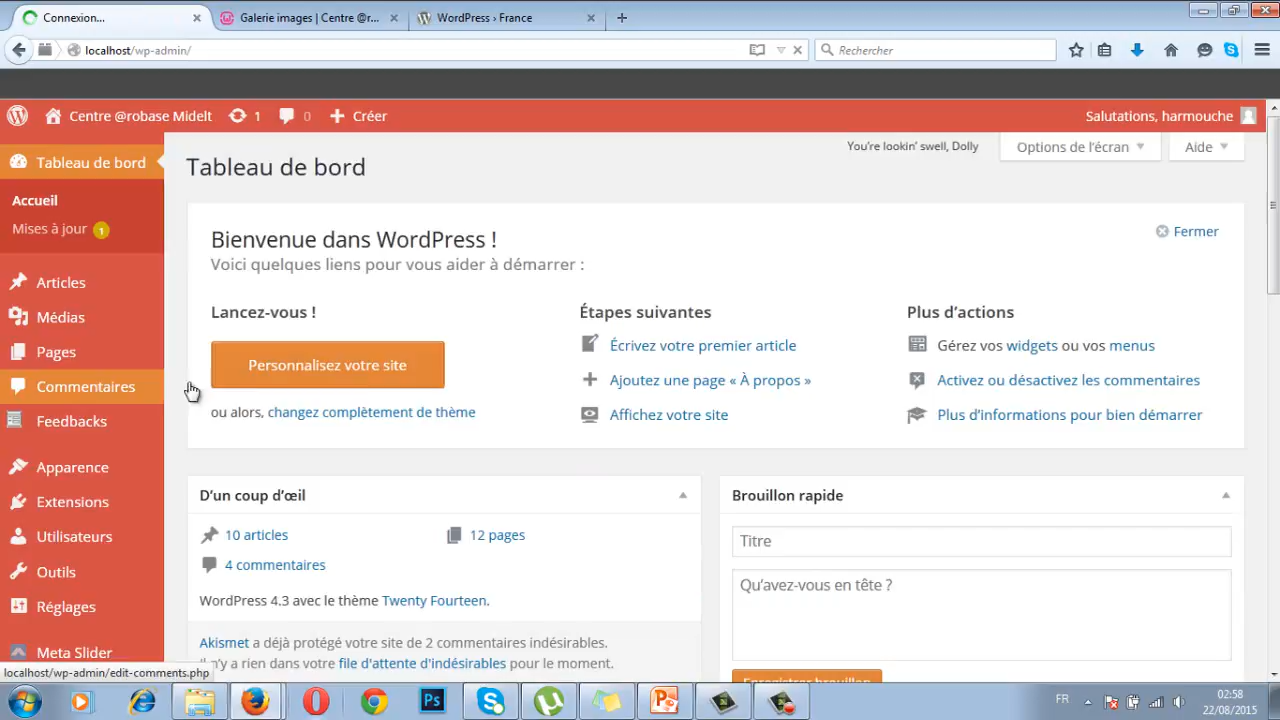 Connexion...
Galerie images | Centre @r...
WordPress › France
localhost/wp-admin/
Rechercher
Centre @robase Midelt
1
0
Créer
Salutations, harmouche
Tableau de bord
Accueil
Mises à jour 1
Articles
Médias
Pages
Commentaires
Feedbacks
Apparence
Extensions
Utilisateurs
Outils
Réglages
Meta Slider
You're lookin' swell, Dolly
Options de l'écran
Aide
Tableau de bord
Bienvenue dans WordPress !
Fermer
Voici quelques liens pour vous aider à démarrer :
Lancez-vous !
Personnalisez votre site
ou alors, changez complètement de thème
Étapes suivantes
Écrivez votre premier article
Ajoutez une page « À propos »
Affichez votre site
Plus d'actions
Gérez vos widgets ou vos menus
Activez ou désactivez les commentaires
Plus d'informations pour bien démarrer
D'un coup d'œil
10 articles
12 pages
4 commentaires
WordPress 4.3 avec le thème Twenty Fourteen.
Akismet a déjà protégé votre site de 2 commentaires indésirables.
Il n'y a rien dans votre file d'attente d'indésirables pour le moment.
Brouillon rapide
Titre
Qu'avez-vous en tête ?
Enregistrer brouillon
localhost/wp-admin/edit-comments.php
Ps
FR
02:58
22/08/2015